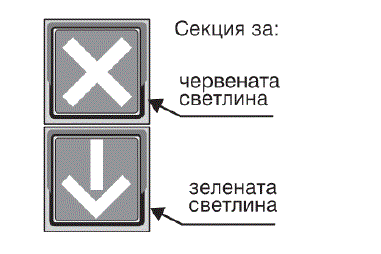 Секция за:
червената
светлина
зелената
светлина